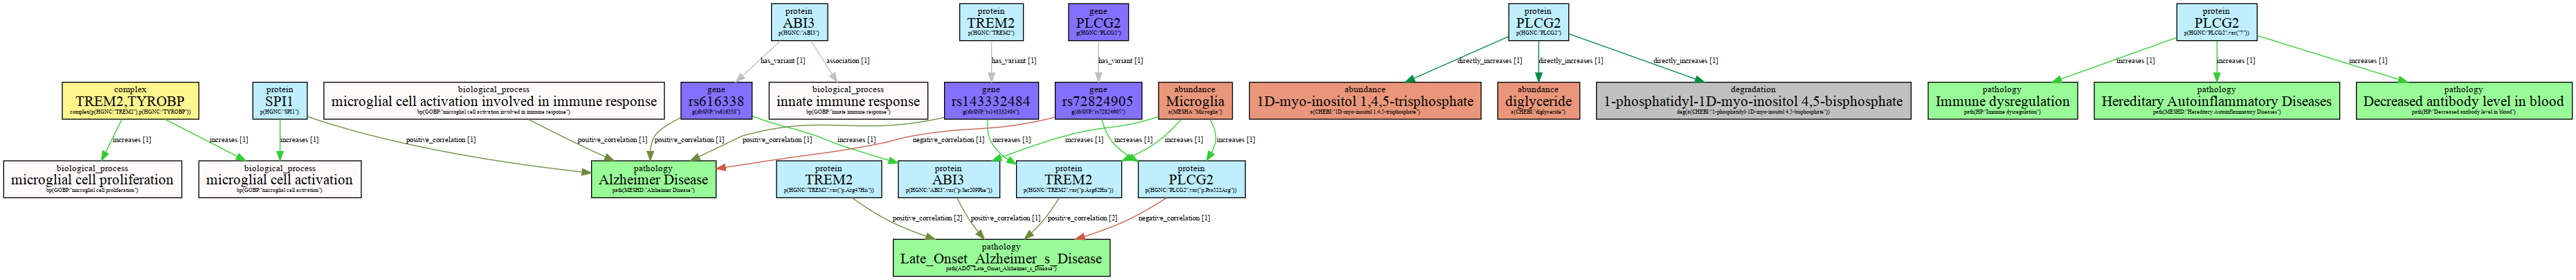 protein
ABI3
p(HGNC:"ABI3")
protein
TREM2
p(HGNC:"TREM2")
gene
PLCG2
g(HGNC:"PLCG2")
protein
PLCG2
p(HGNC:"PLCG2")
protein
PLCG2
p(HGNC:"PLCG2",var("?"))
has_variant [1]
association [1]
has_variant [1]
has_variant [1]
directly_increases [1]
directly_increases [1]
directly_increases [1]
increases [1]
increases [1]
increases [1]
complex
TREM2,TYROBP
complex(p(HGNC:"TREM2"),p(HGNC:"TYROBP"))
protein
SPI1
p(HGNC:"SPI1")
biological_process
microglial cell activation involved in immune response
bp(GOBP:"microglial cell activation involved in immune response")
gene
rs616338
g(dbSNP:"rs616338")
biological_process
innate immune response
bp(GOBP:"innate immune response")
gene
rs143332484
g(dbSNP:"rs143332484")
gene
rs72824905
g(dbSNP:"rs72824905")
abundance
Microglia
a(MESHA:"Microglia")
abundance
1D-myo-inositol 1,4,5-trisphosphate
a(CHEBI:"1D-myo-inositol 1,4,5-trisphosphate")
abundance
diglyceride
a(CHEBI:"diglyceride")
degradation
1-phosphatidyl-1D-myo-inositol 4,5-bisphosphate
deg(a(CHEBI:"1-phosphatidyl-1D-myo-inositol 4,5-bisphosphate"))
pathology
Immune dysregulation
path(HP:"Immune dysregulation")
pathology
Hereditary Autoinflammatory Diseases
path(MESHD:"Hereditary Autoinflammatory Diseases")
pathology
Decreased antibody level in blood
path(HP:"Decreased antibody level in blood")
increases [1]
increases [1]
increases [1]
positive_correlation [1]
positive_correlation [1]
positive_correlation [1]
positive_correlation [1]
negative_correlation [1]
increases [1]
increases [1]
increases [1]
increases [1]
increases [1]
increases [1]
biological_process
microglial cell proliferation
bp(GOBP:"microglial cell proliferation")
biological_process
microglial cell activation
bp(GOBP:"microglial cell activation")
pathology
Alzheimer Disease
path(MESHD:"Alzheimer Disease")
protein
TREM2
p(HGNC:"TREM2",var("p.Arg47His"))
protein
ABI3
p(HGNC:"ABI3",var("p.Ser209Phe"))
protein
TREM2
p(HGNC:"TREM2",var("p.Arg62His"))
protein
PLCG2
p(HGNC:"PLCG2",var("p.Pro522Arg"))
positive_correlation [2]
positive_correlation [1]
positive_correlation [2]
negative_correlation [1]
pathology
Late_Onset_Alzheimer_s_Disease
path(ADO:"Late_Onset_Alzheimer_s_Disease")